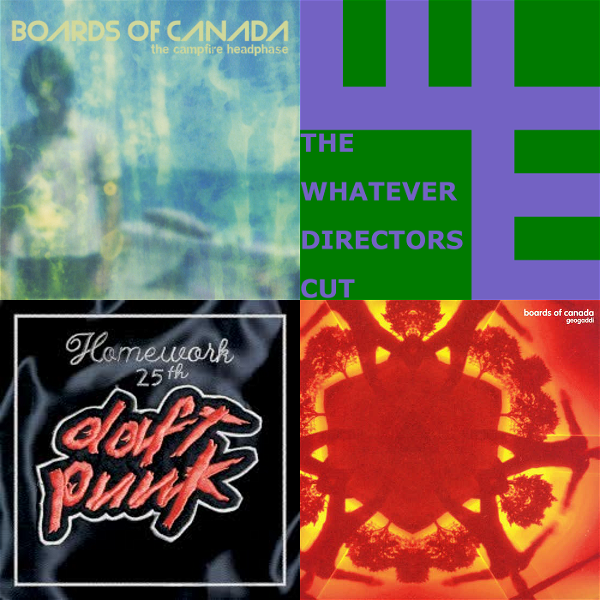 BOARDS OF CANADA
the campfire headphase
THE
WHATEVER
DIRECTORS
CUT
Homework
25th
daft
punk
boards of canada
geogaddi